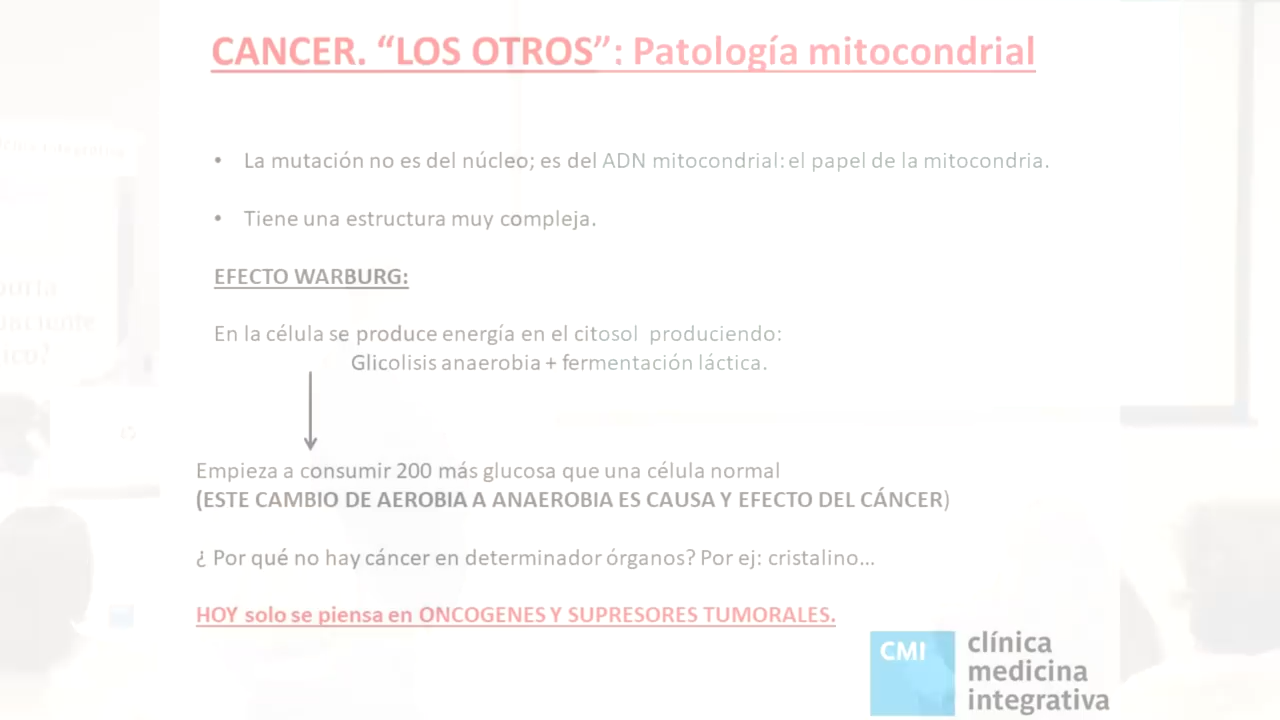 CANCER. “LOS OTROS”: Patología mitocondrial
• La mutación no es del núcleo; es del ADN mitocondrial: el papel de la mitocondria.
• Tiene una estructura muy compleja.
EFECTO WARBURG:
En la célula se produce energía en el citosol produciendo:
Glicolisis anaerobia + fermentación láctica.
Empieza a consumir 200 más glucosa que una célula normal
(ESTE CAMBIO DE AEROBIA A ANAEROBIA ES CAUSA Y EFECTO DEL CÁNCER)
¿ Por qué no hay cáncer en determinador órganos? Por ej: cristalino…
HOY solo se piensa en ONCOGENES Y SUPRESORES TUMORALES.
CMI
clínica
medicina
integrativa